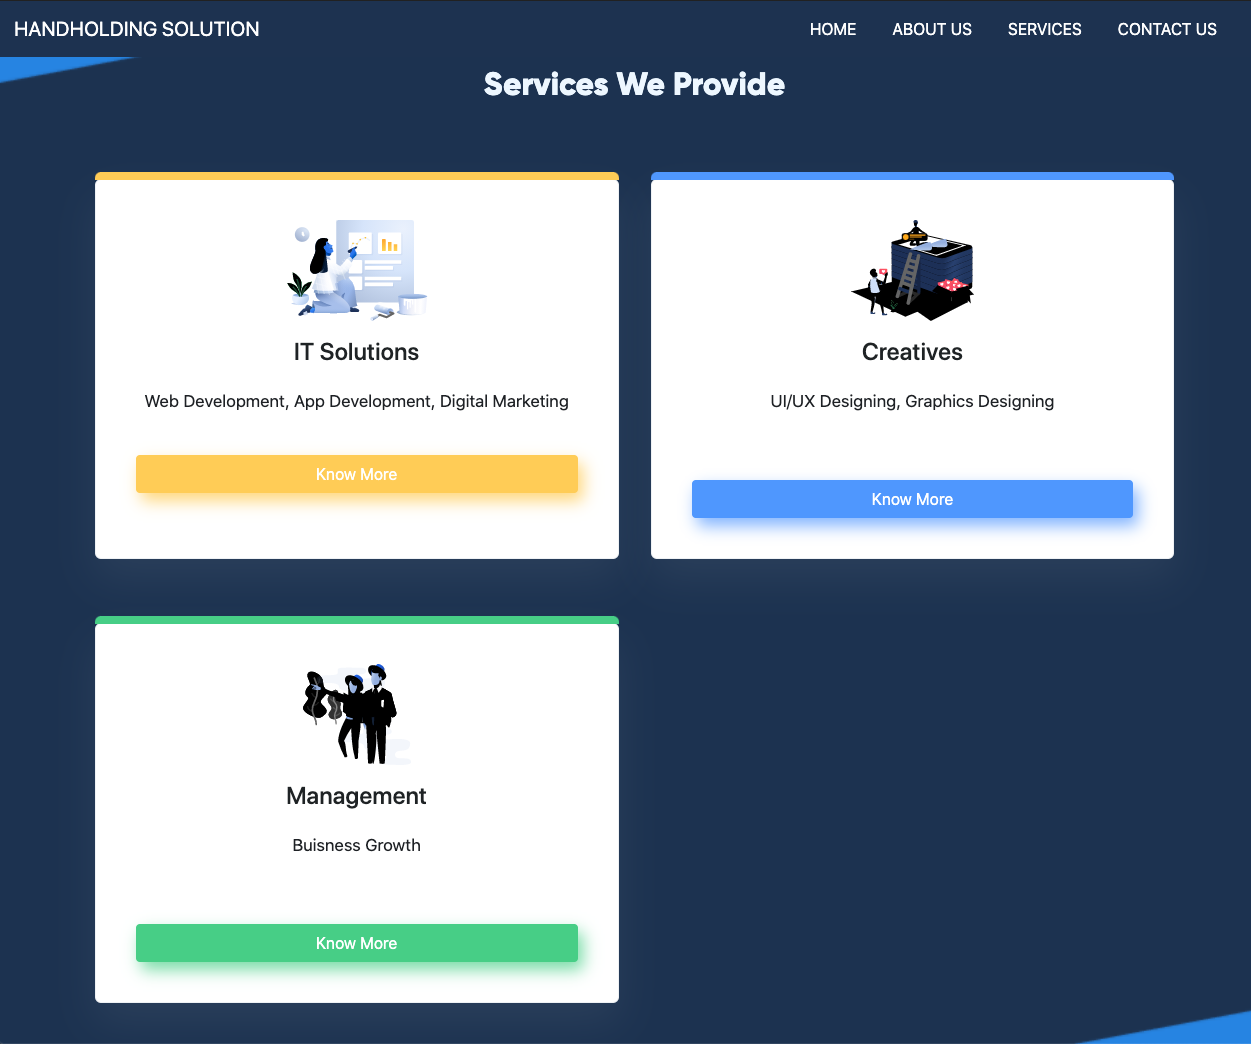 HANDHOLDING SOLUTION
HOME ABOUT US SERVICES CONTACT US
Services We Provide
IT Solutions
Web Development, App Development, Digital Marketing
Know More
Creatives
UI/UX Designing, Graphics Designing
Know More
Management
Buisness Growth
Know More